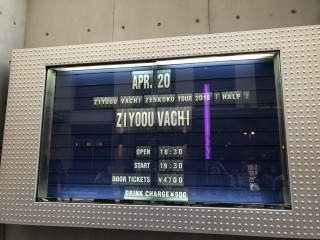 APR. 20
ZIYOOU VACHI ZENKOKU TOUR 2016 「 HALF 」
ZIYOOU VACHI
OPEN 18:30
START 19:30
DOOR TICKETS ¥4700
DRINK CHARGE ¥500